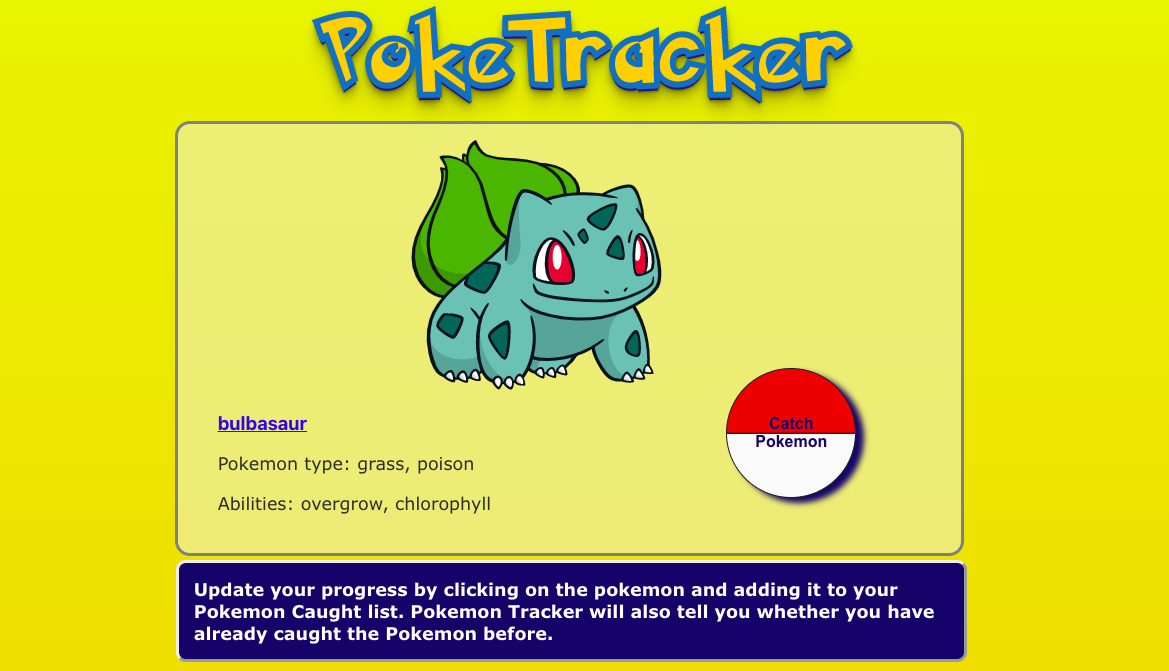 PokeTracker
bulbasaur
Pokemon type: grass, poison
Abilities: overgrow, chlorophyll
Catch
Pokemon
Update your progress by clicking on the pokemon and adding it to your
Pokemon Caught list. Pokemon Tracker will also tell you whether you have
already caught the Pokemon before.